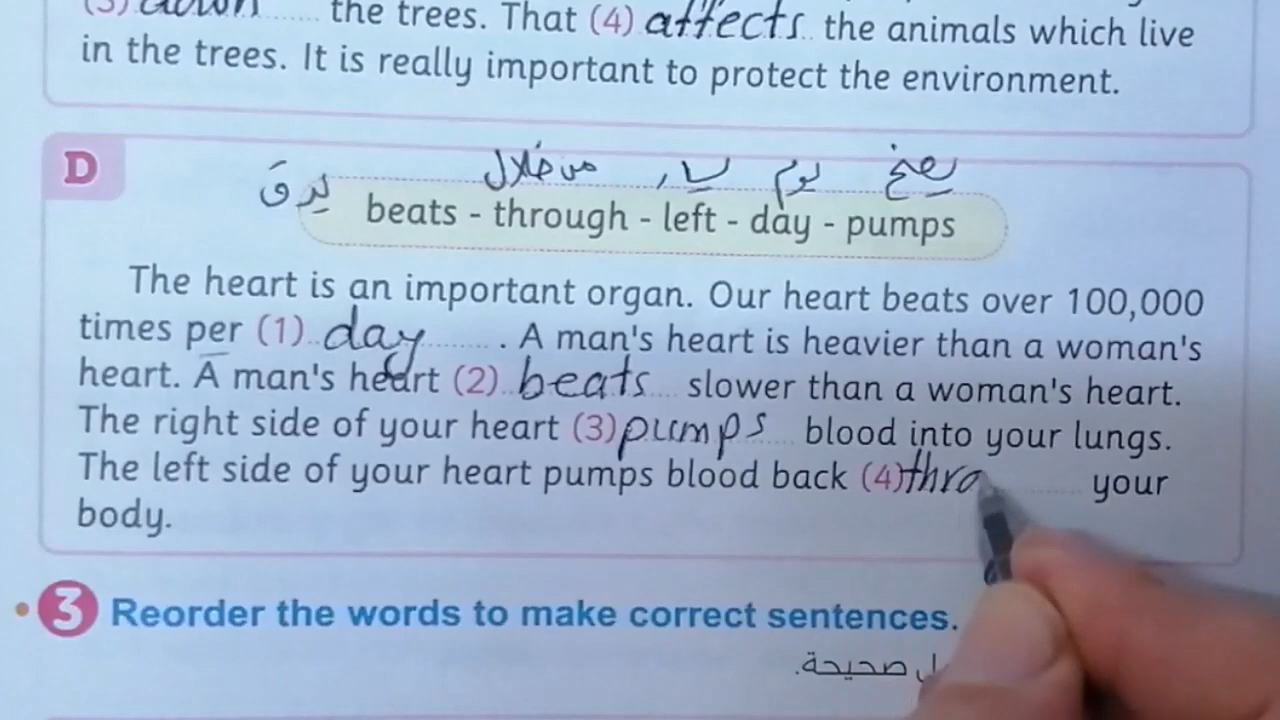 (3) down ...... the trees. That (4) affects.. the animals which live
in the trees. It is really important to protect the environment.
D
يدق من خلال يسار يوم يضخ
beats - through - left - day - pumps
The heart is an important organ. Our heart beats over 100,000
times per (1)..day.......... . A man's heart is heavier than a woman's
heart. A man's heart (2)..beats.... slower than a woman's heart.
The right side of your heart (3)pumps.... blood into your lungs.
The left side of your heart pumps blood back (4)thro........ your
body.
3 Reorder the words to make correct sentences.
صحيحة.